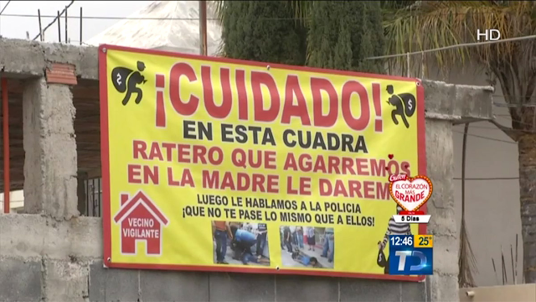 HD
¡CUIDADO!
$
$
EN ESTA CUADRA
RATERO QUE AGARREMOS
EN LA MADRE LE DAREM
LUEGO LE HABLAMOS A LA POLICIA
¡QUE NO TE PASE LO MISMO QUE A ELLOS!
VECINO
VIGILANTE
EL CORAZÓN
MÁS
GRANDE
5 Días
12:46 25°
TD